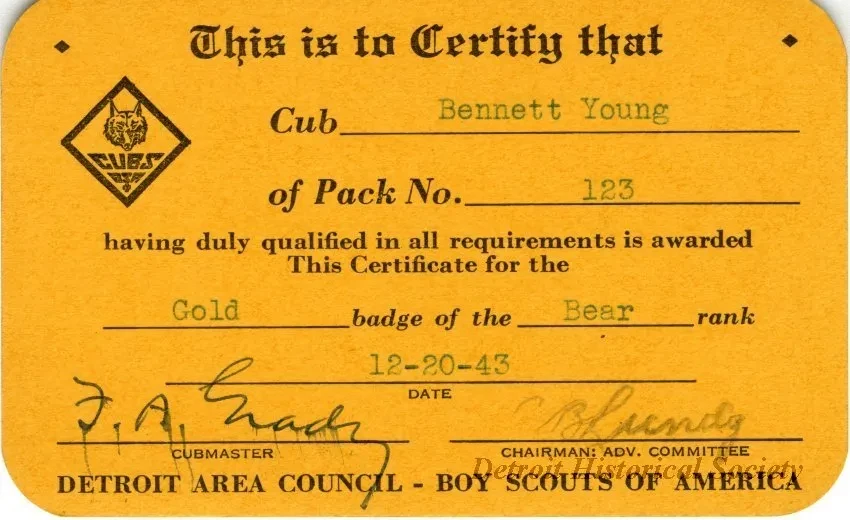 This is to Certify that
CUBS
BSA
Cub Bennett Young
of Pack No. 123
having duly qualified in all requirements is awarded
This Certificate for the
Gold badge of the Bear rank
12-20-43
DATE
F. A. Grady
CUBMASTER
CHAIRMAN: ADV. COMMITTEE
Detroit Historical Society
DETROIT AREA COUNCIL - BOY SCOUTS OF AMERICA